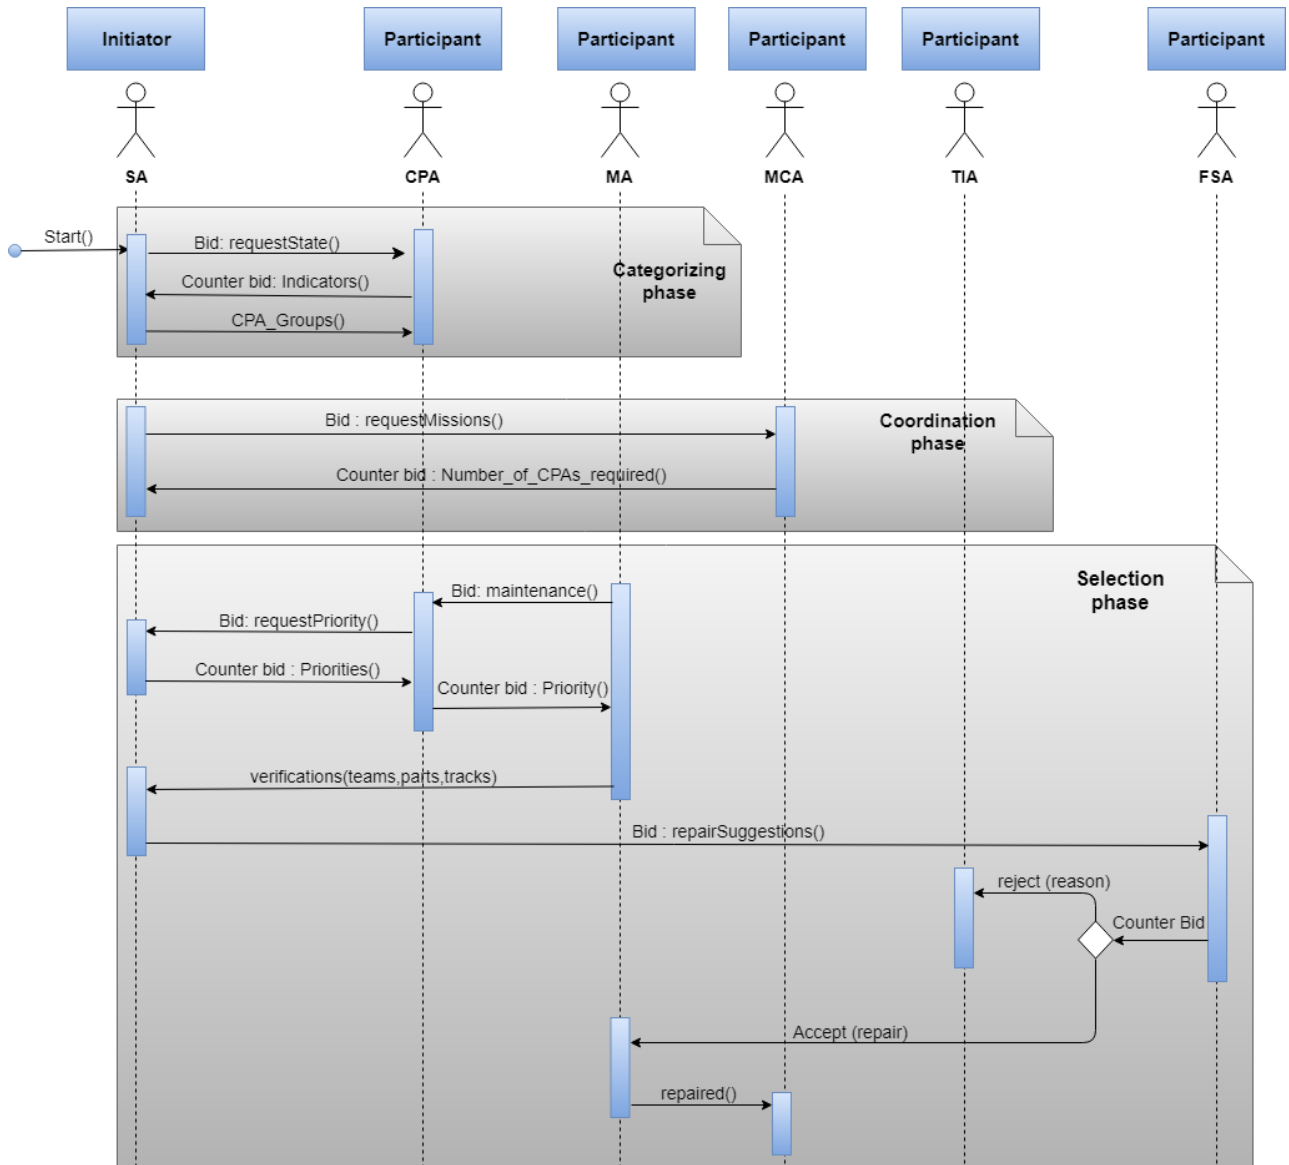 Initiator
Participant
Participant
Participant
Participant
Participant
SA
CPA
MA
MCA
TIA
FSA
Start()
Bid: requestState()
Counter bid: Indicators()
CPA_Groups()
Categorizing
phase
Bid : requestMissions()
Counter bid : Number_of_CPAs_required()
Coordination
phase
Selection
phase
Bid: maintenance()
Bid: requestPriority()
Counter bid : Priorities()
Counter bid : Priority()
verifications(teams,parts,tracks)
Bid : repairSuggestions()
reject (reason)
Counter Bid
Accept (repair)
repaired()